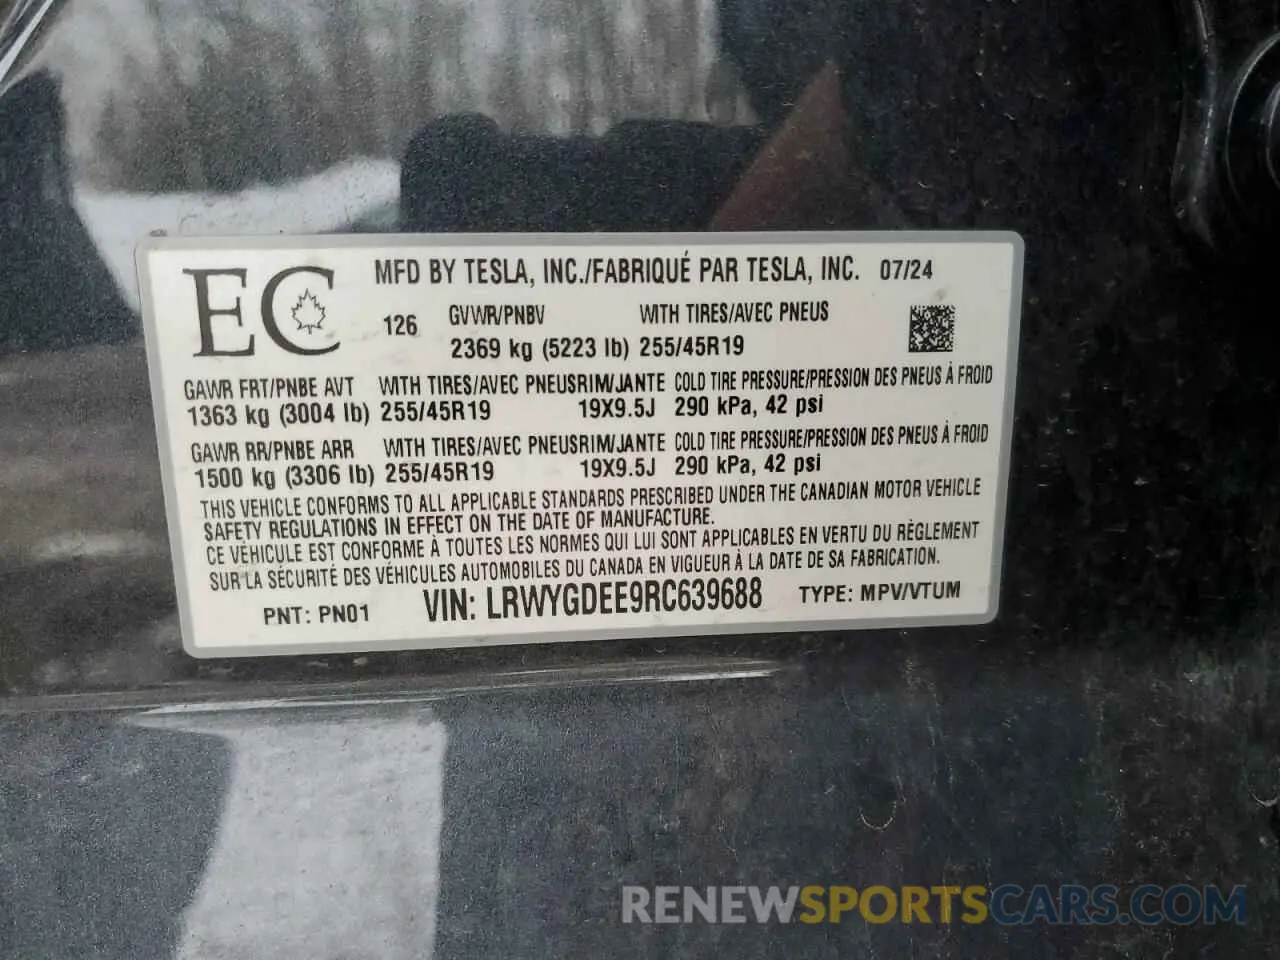 EC
MFD BY TESLA, INC./FABRIQUÉ PAR TESLA, INC. 07/24
126 GVWR/PNBV WITH TIRES/AVEC PNEUS
2369 kg (5223 lb) 255/45R19
GAWR FRT/PNBE AVT WITH TIRES/AVEC PNEUSRIM/JANTE COLD TIRE PRESSURE/PRESSION DES PNEUS À FROID
1363 kg (3004 lb) 255/45R19 19X9.5J 290 kPa, 42 psi
GAWR RR/PNBE ARR WITH TIRES/AVEC PNEUSRIM/JANTE COLD TIRE PRESSURE/PRESSION DES PNEUS À FROID
1500 kg (3306 lb) 255/45R19 19X9.5J 290 kPa, 42 psi
THIS VEHICLE CONFORMS TO ALL APPLICABLE STANDARDS PRESCRIBED UNDER THE CANADIAN MOTOR VEHICLE
SAFETY REGULATIONS IN EFFECT ON THE DATE OF MANUFACTURE.
CE VÉHICULE EST CONFORME À TOUTES LES NORMES QUI LUI SONT APPLICABLES EN VERTU DU RÈGLEMENT
SUR LA SÉCURITÉ DES VÉHICULES AUTOMOBILES DU CANADA EN VIGUEUR À LA DATE DE SA FABRICATION.
PNT: PN01 VIN: LRWYGDEE9RC639688 TYPE: MPV/VTUM
RENEWSPORTSCARS.COM